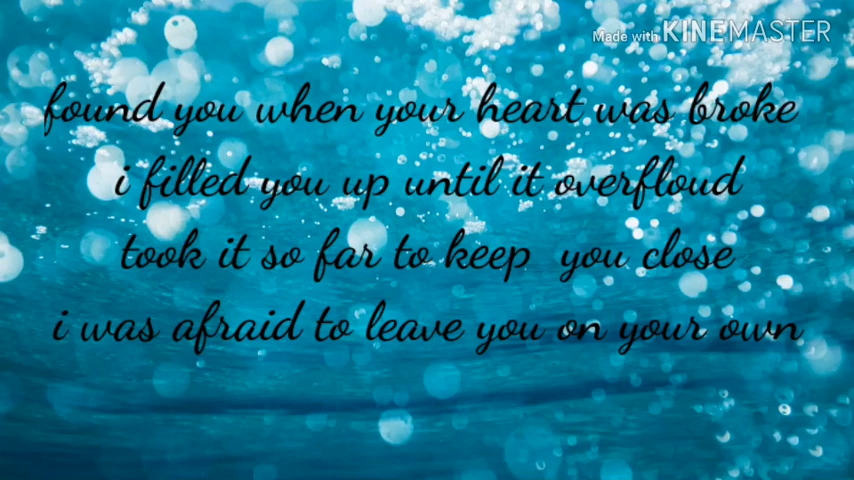 Made with KINEMASTER
found you when your heart was broke
i filled you up until it overfloud
took it so far to keep you close
i was afraid to leave you on your own